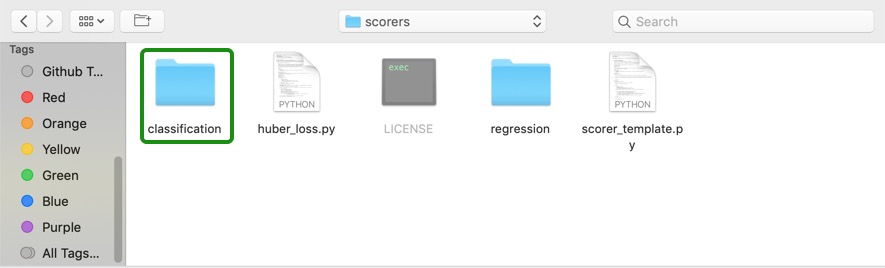 scorers
Search
Tags
Github T...
Red
Orange
Yellow
Green
Blue
Purple
All Tags...
classification
PYTHON
huber_loss.py
exec
LICENSE
regression
PYTHON
scorer_template.p
y